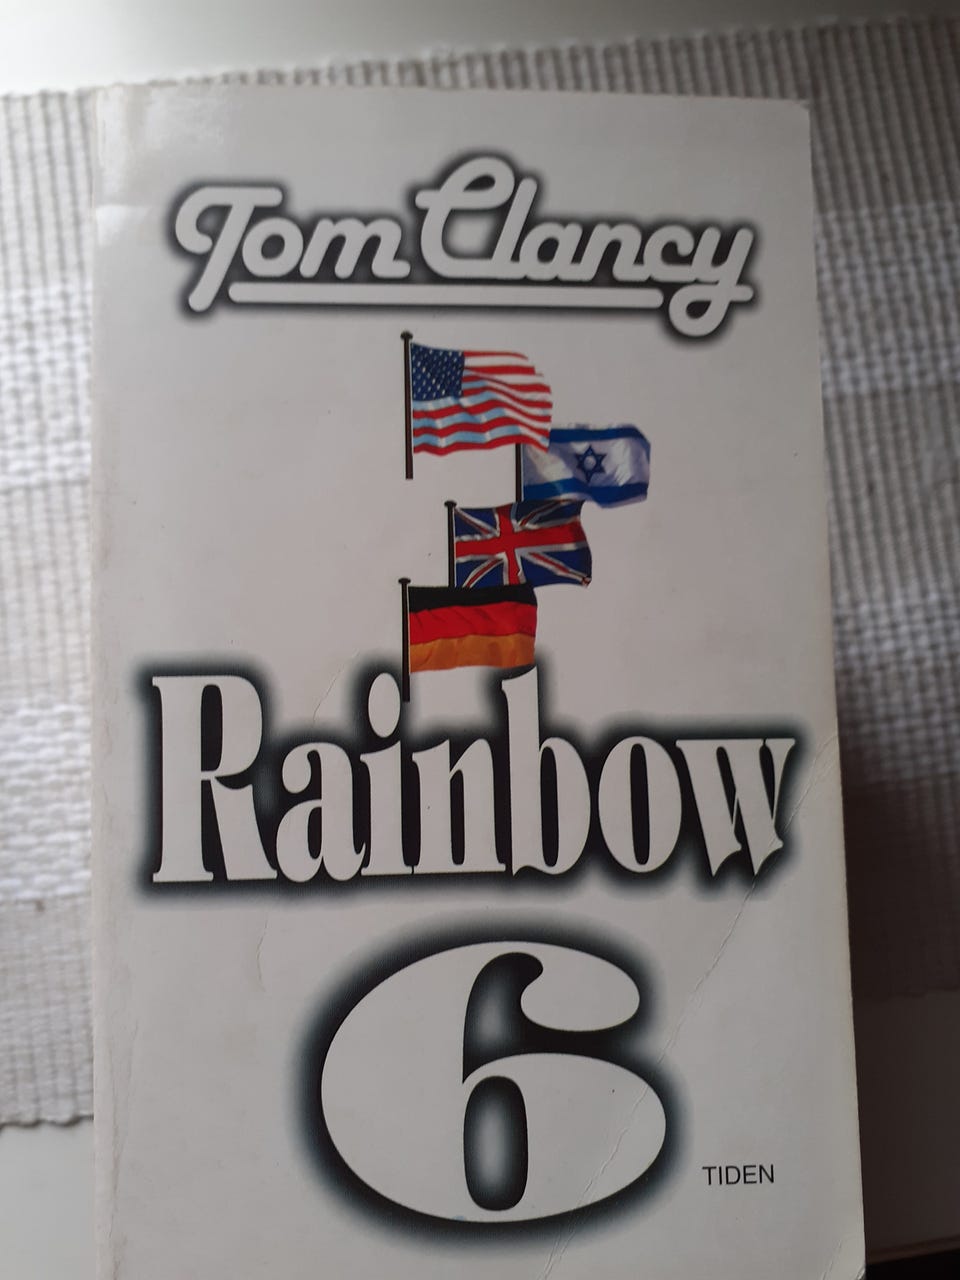 Tom Clancy
Rainbow
6
TIDEN